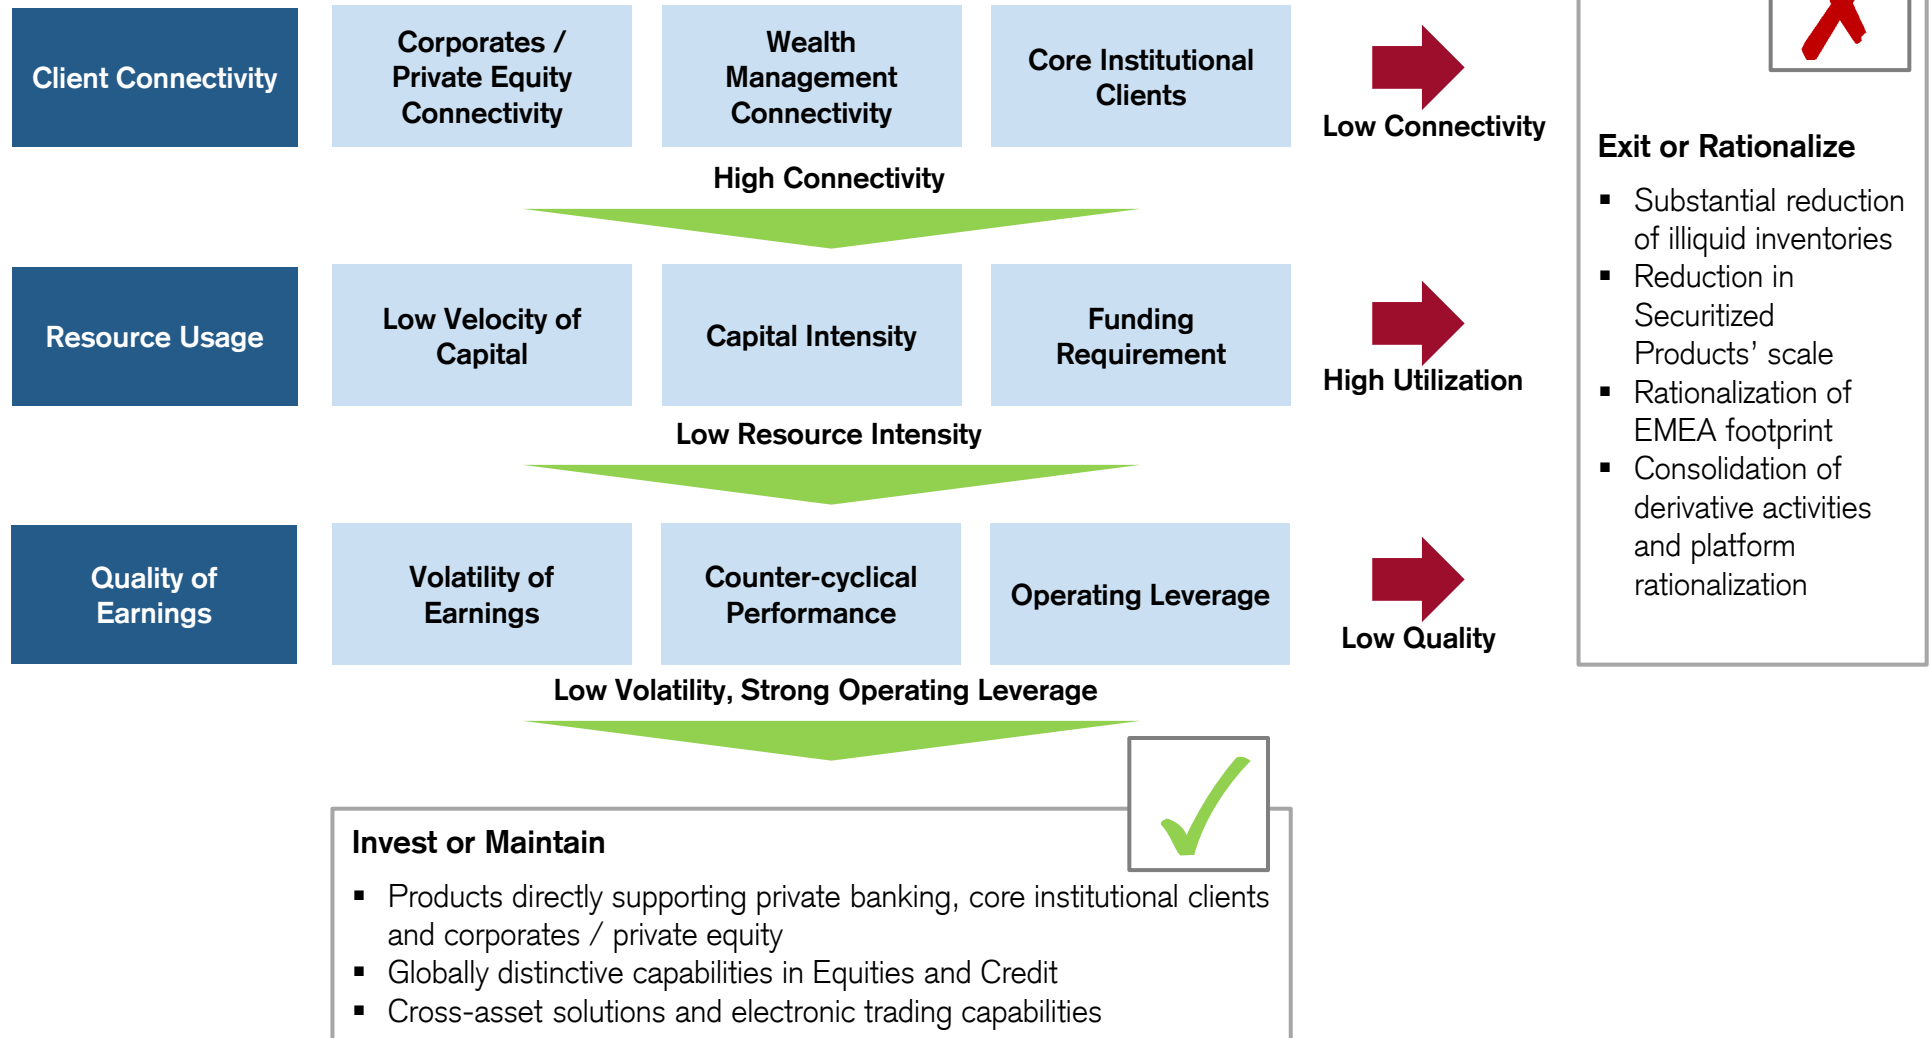 Client Connectivity
Corporates /
Private Equity
Connectivity
Wealth
Management
Connectivity
Core Institutional
Clients
Low Connectivity
High Connectivity
Resource Usage
Low Velocity of
Capital
Capital Intensity
Funding
Requirement
High Utilization
Low Resource Intensity
Quality of
Earnings
Volatility of
Earnings
Counter-cyclical
Performance
Operating Leverage
Low Quality
Low Volatility, Strong Operating Leverage
Exit or Rationalize
▪ Substantial reduction
of illiquid inventories
▪ Reduction in
Securitized
Products’ scale
▪ Rationalization of
EMEA footprint
▪ Consolidation of
derivative activities
and platform
rationalization
Invest or Maintain
▪ Products directly supporting private banking, core institutional clients
and corporates / private equity
▪ Globally distinctive capabilities in Equities and Credit
▪ Cross-asset solutions and electronic trading capabilities